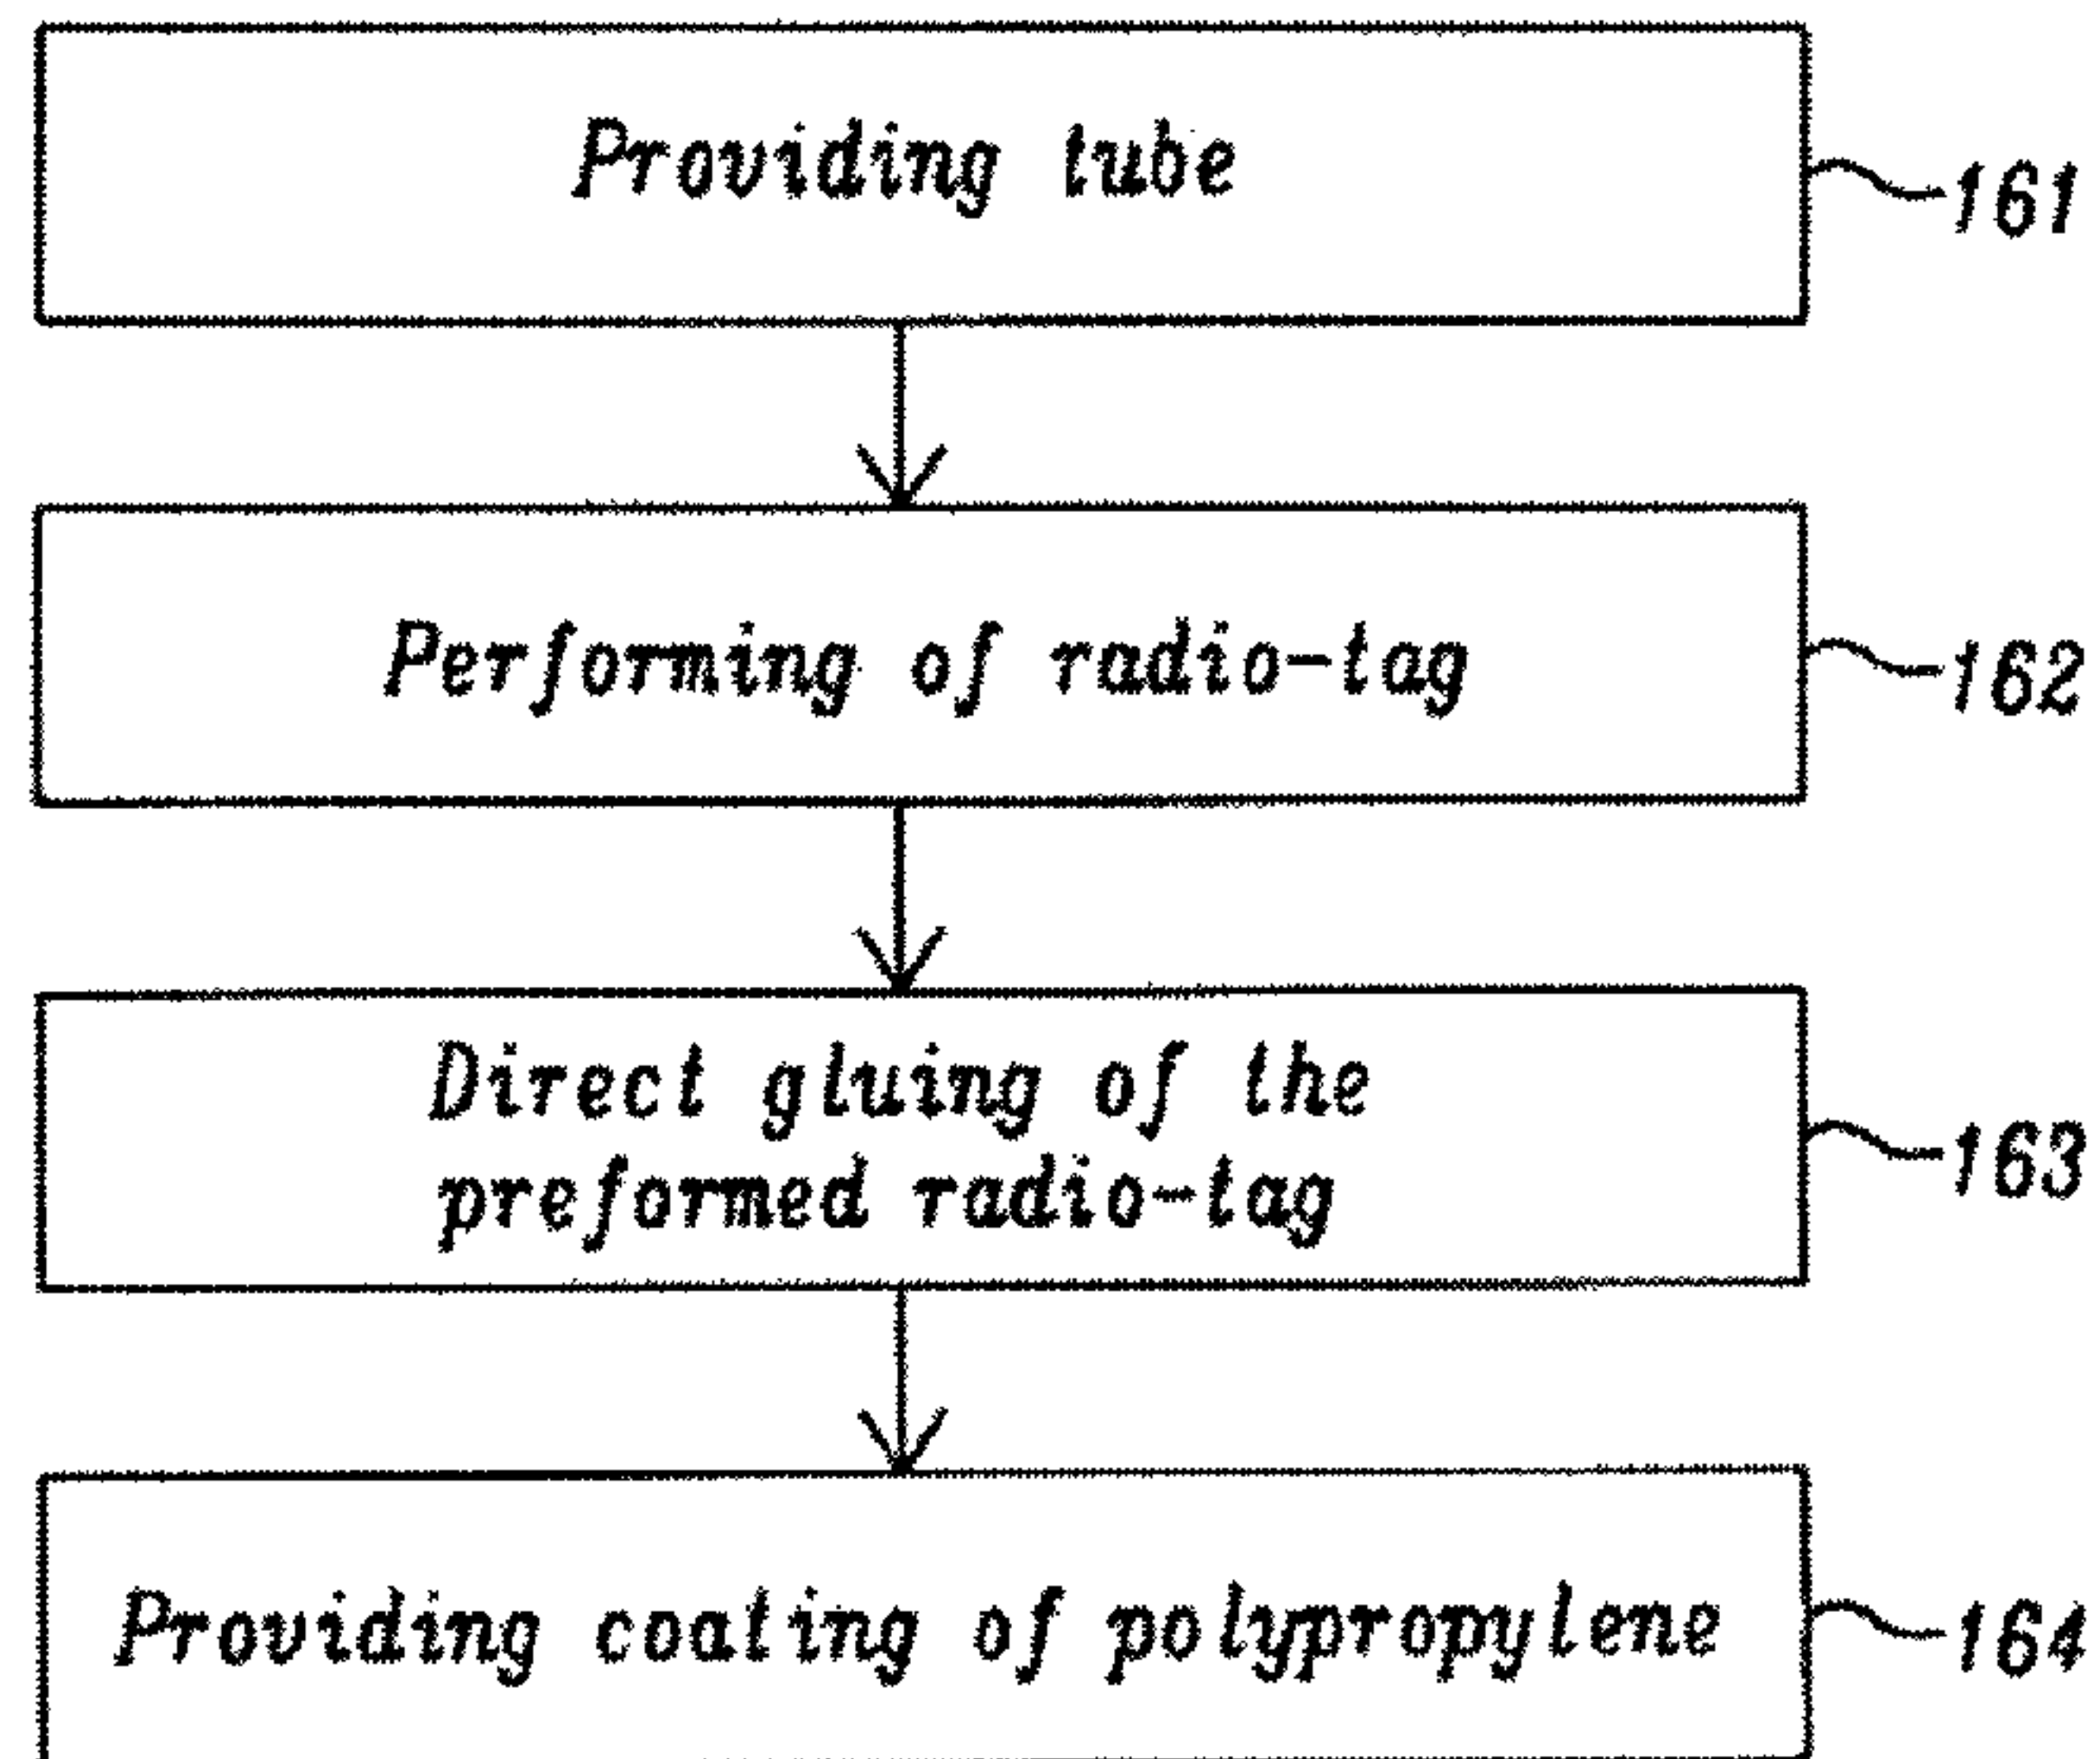 Providing tube
161
Performing of radio-tag
162
Direct gluing of the
preformed radio-tag
163
Providing coating of polypropylene
164